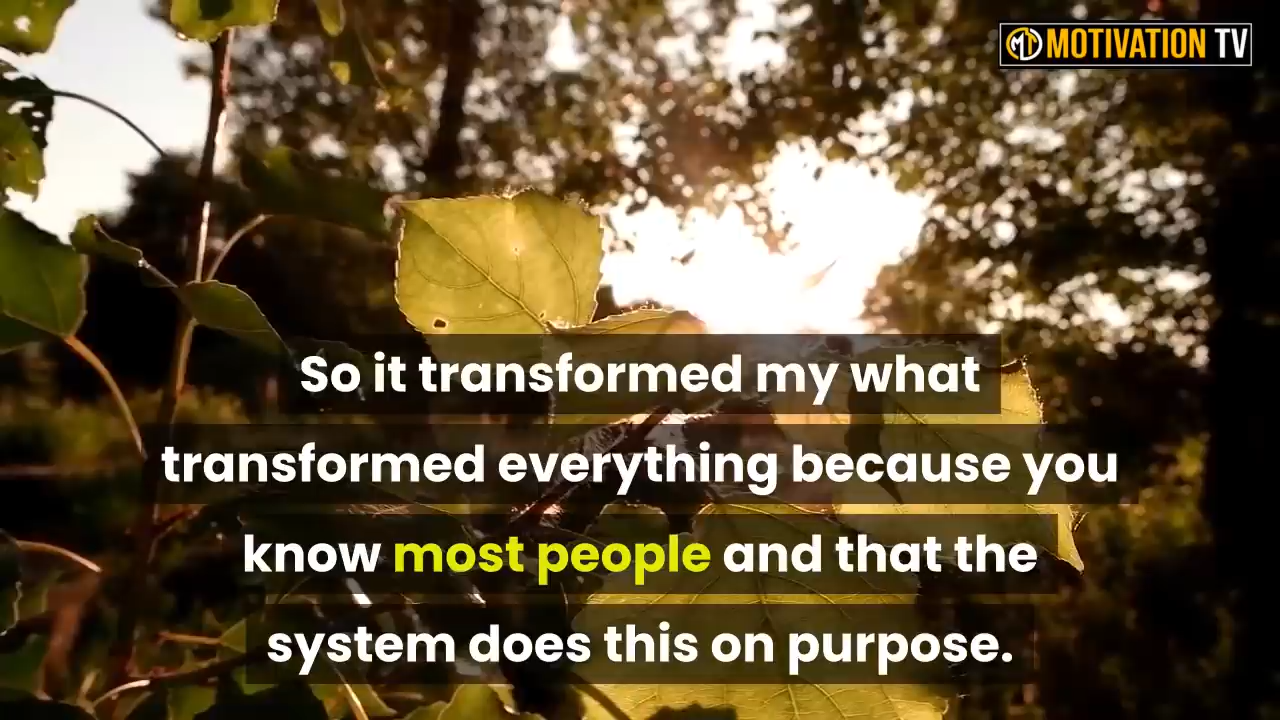 MT MOTIVATION TV
So it transformed my what
transformed everything because you
know most people and that the
system does this on purpose.